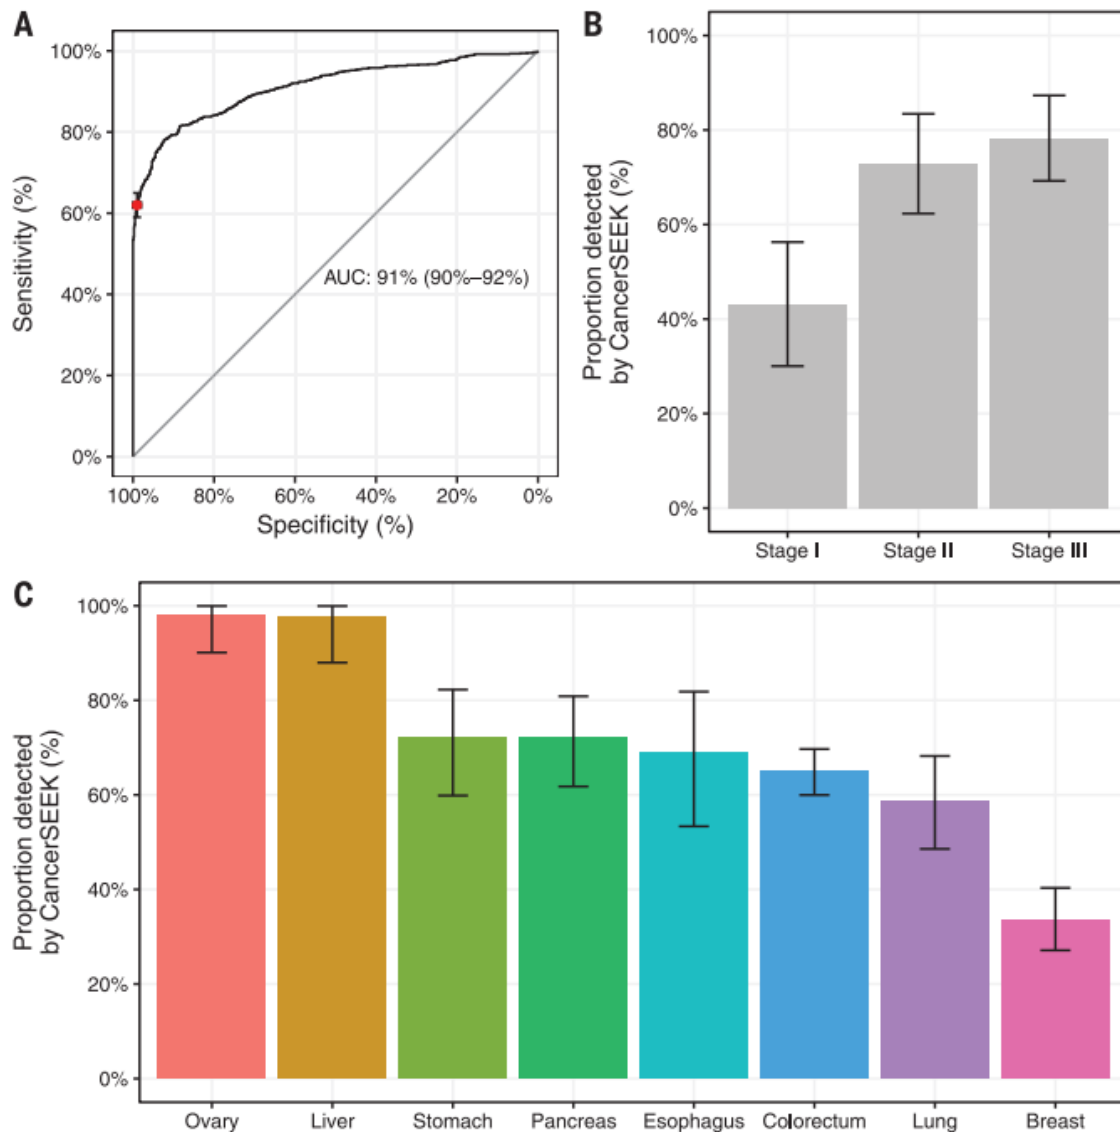 A
100%
80%
60%
40%
20%
0%
Sensitivity (%)
AUC: 91% (90%–92%)
100% 80% 60% 40% 20% 0%
Specificity (%)
B
100%
80%
60%
40%
20%
0%
Proportion detected
by CancerSEEK (%)
Stage I Stage II Stage III
C
100%
80%
60%
40%
20%
0%
Proportion detected
by CancerSEEK (%)
Ovary Liver Stomach Pancreas Esophagus Colorectum Lung Breast